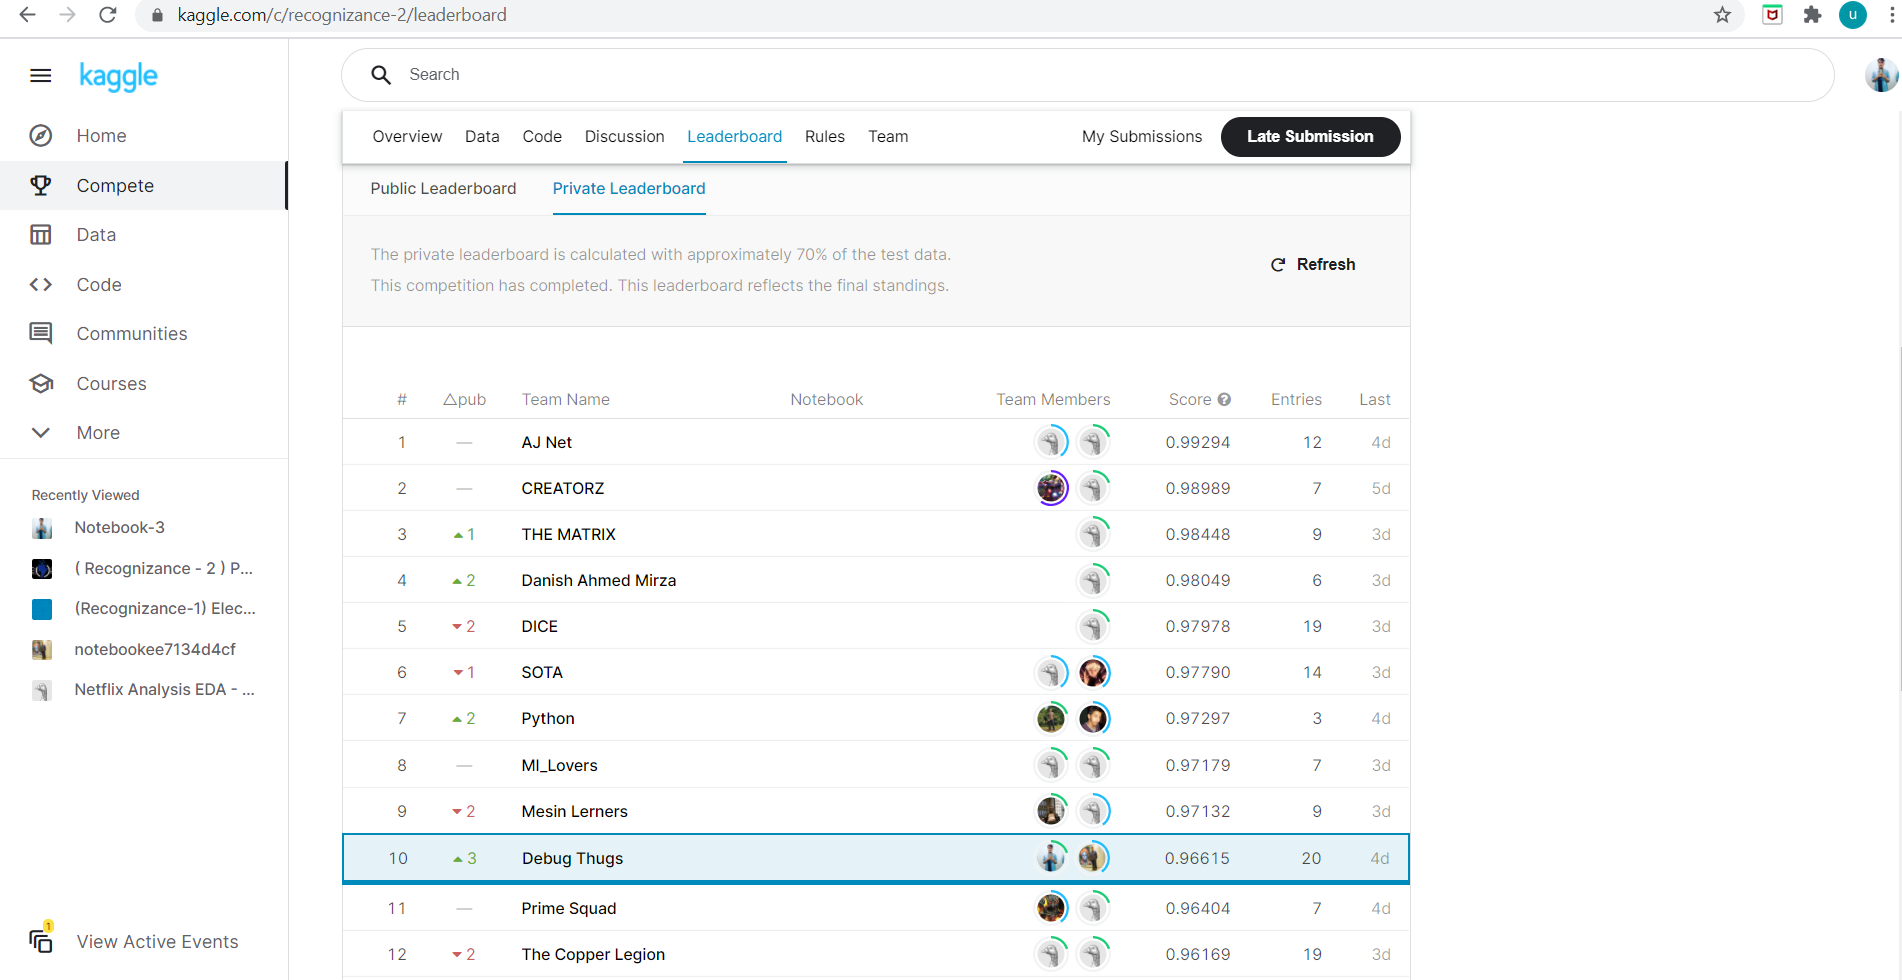 kaggle.com/c/recognizance-2/leaderboard
u
kaggle
Search
Home
Compete
Data
Code
Communities
Courses
More
Recently Viewed
Notebook-3
( Recognizance - 2 ) P...
(Recognizance-1) Elec...
notebookee7134d4cf
Netflix Analysis EDA - ...
1
View Active Events
Overview Data Code Discussion Leaderboard Rules Team My Submissions Late Submission
Public Leaderboard Private Leaderboard
The private leaderboard is calculated with approximately 70% of the test data.
This competition has completed. This leaderboard reflects the final standings.
Refresh
# △pub Team Name Notebook Team Members Score ? Entries Last
1 — AJ Net 0.99294 12 4d
2 — CREATORZ 0.98989 7 5d
3 ▲1 THE MATRIX 0.98448 9 3d
4 ▲2 Danish Ahmed Mirza 0.98049 6 3d
5 ▼2 DICE 0.97978 19 3d
6 ▼1 SOTA 0.97790 14 3d
7 ▲2 Python 0.97297 3 4d
8 — MI_Lovers 0.97179 7 3d
9 ▼2 Mesin Lerners 0.97132 9 3d
10 ▲3 Debug Thugs 0.96615 20 4d
11 — Prime Squad 0.96404 7 4d
12 ▼2 The Copper Legion 0.96169 19 3d